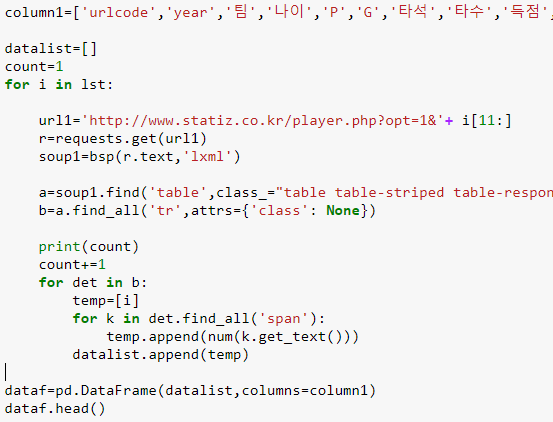 column1=['urlcode','year','팀','나이','P','G','타석','타수','득점',
datalist=[]
count=1
for i in lst:
url1='http://www.statiz.co.kr/player.php?opt=1&'+ i[11:]
r=requests.get(url1)
soup1=bsp(r.text,'lxml')
a=soup1.find('table',class_="table table-striped table-respon
b=a.find_all('tr',attrs={'class': None})
print(count)
count+=1
for det in b:
temp=[i]
for k in det.find_all('span'):
temp.append(num(k.get_text()))
datalist.append(temp)
dataf=pd.DataFrame(datalist,columns=column1)
dataf.head()